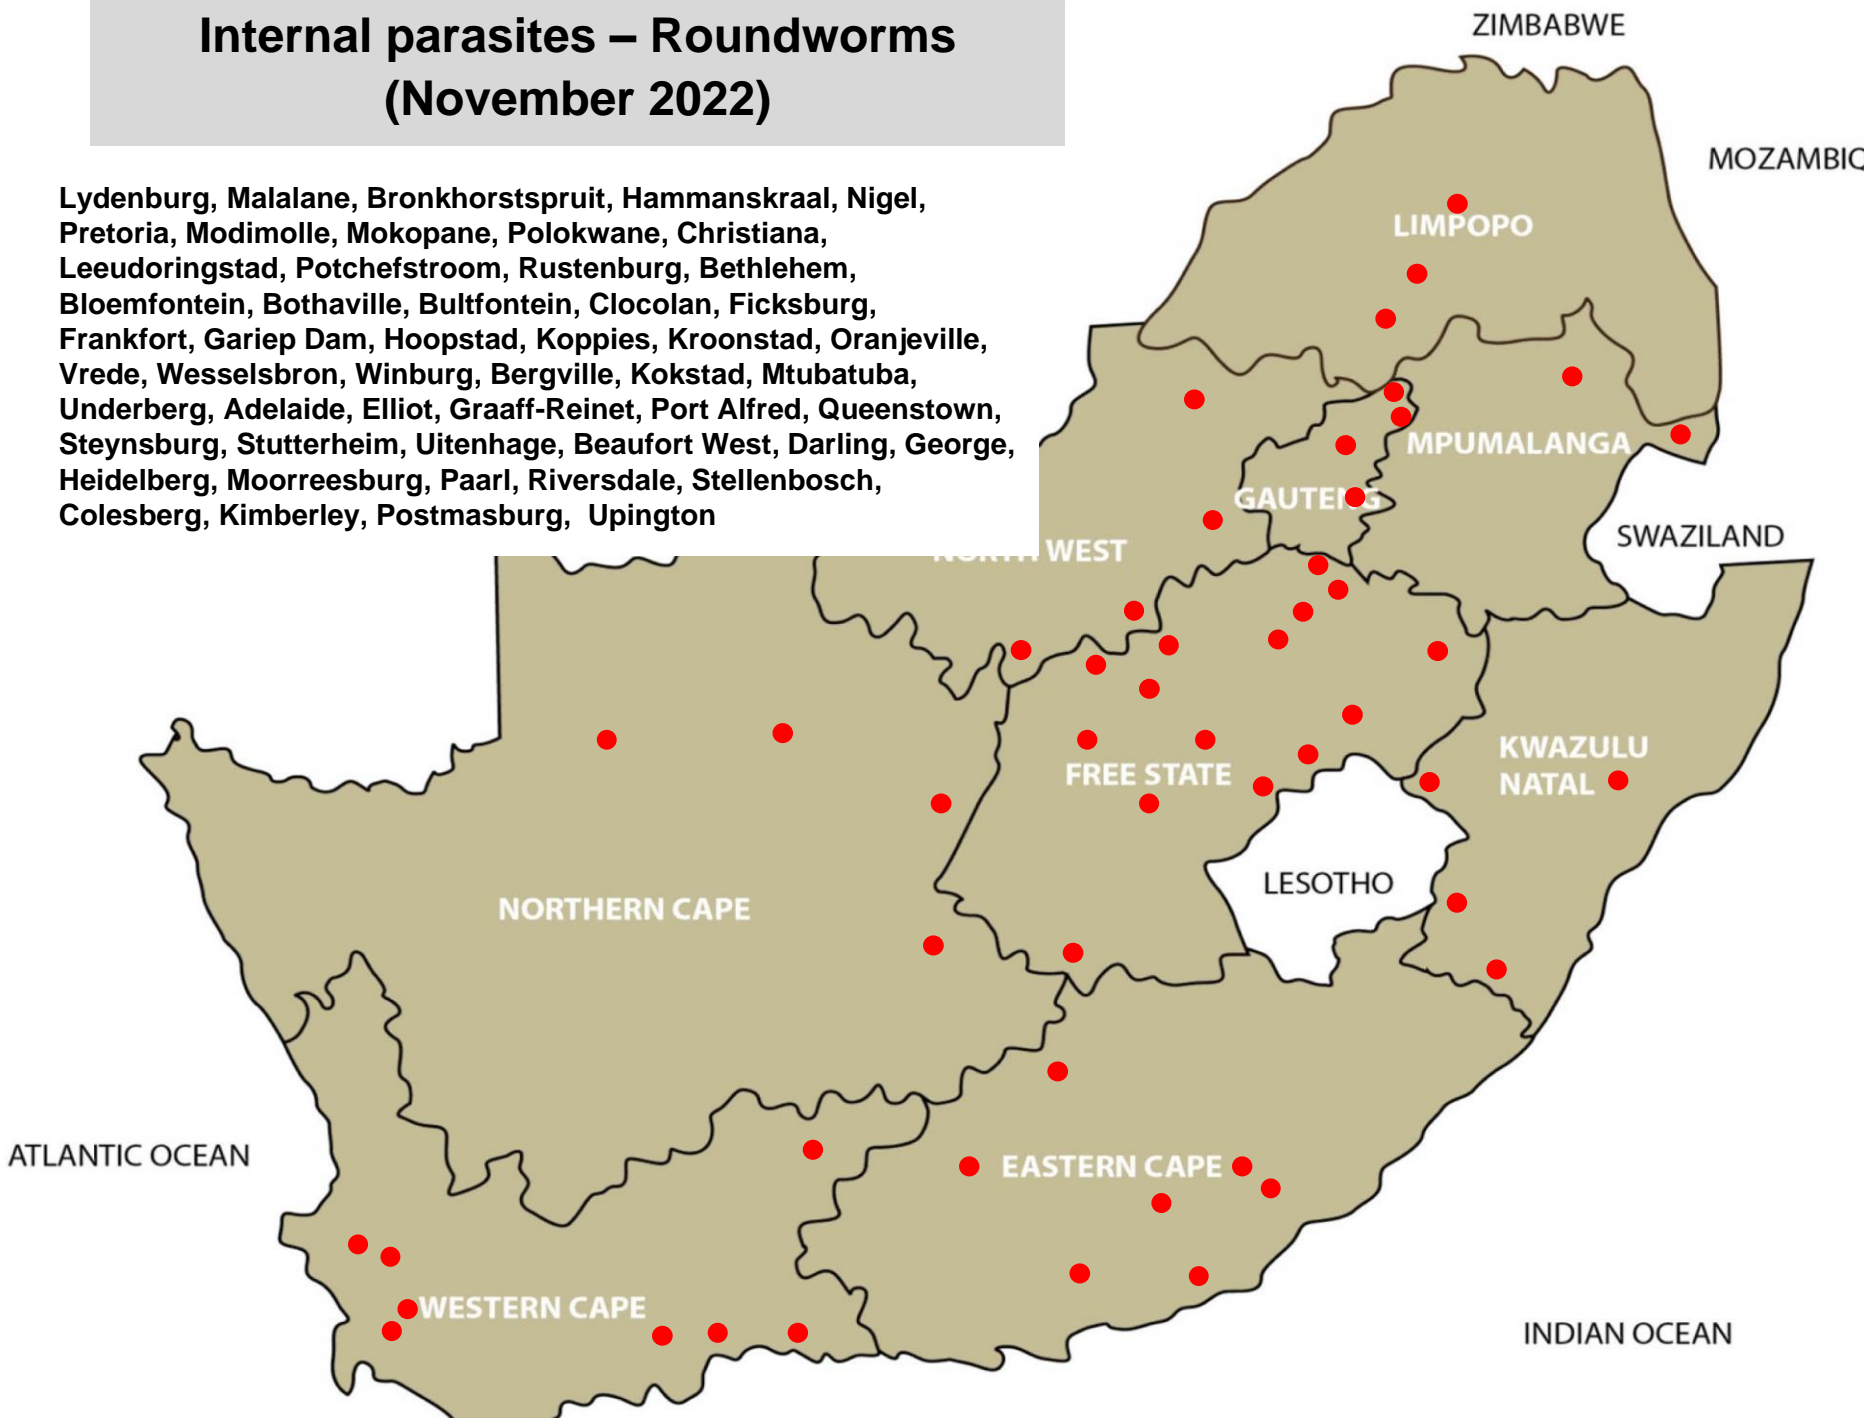 Internal parasites – Roundworms
(November 2022)
Lydenburg, Malalane, Bronkhorstspruit, Hammanskraal, Nigel,
Pretoria, Modimolle, Mokopane, Polokwane, Christiana,
Leeudoringstad, Potchefstroom, Rustenburg, Bethlehem,
Bloemfontein, Bothaville, Bultfontein, Clocolan, Ficksburg,
Frankfort, Gariep Dam, Hoopstad, Koppies, Kroonstad, Oranjeville,
Vrede, Wesselsbron, Winburg, Bergville, Kokstad, Mtubatuba,
Underberg, Adelaide, Elliot, Graaff-Reinet, Port Alfred, Queenstown,
Steynsburg, Stutterheim, Uitenhage, Beaufort West, Darling, George,
Heidelberg, Moorreesburg, Paarl, Riversdale, Stellenbosch,
Colesberg, Kimberley, Postmasburg, Upington
ZIMBABWE
MOZAMBIQ
LIMPOPO
MPUMALANGA
GAUTENG
SWAZILAND
NORTH WEST
KWAZULU
NATAL
FREE STATE
LESOTHO
NORTHERN CAPE
ATLANTIC OCEAN
EASTERN CAPE
WESTERN CAPE
INDIAN OCEAN